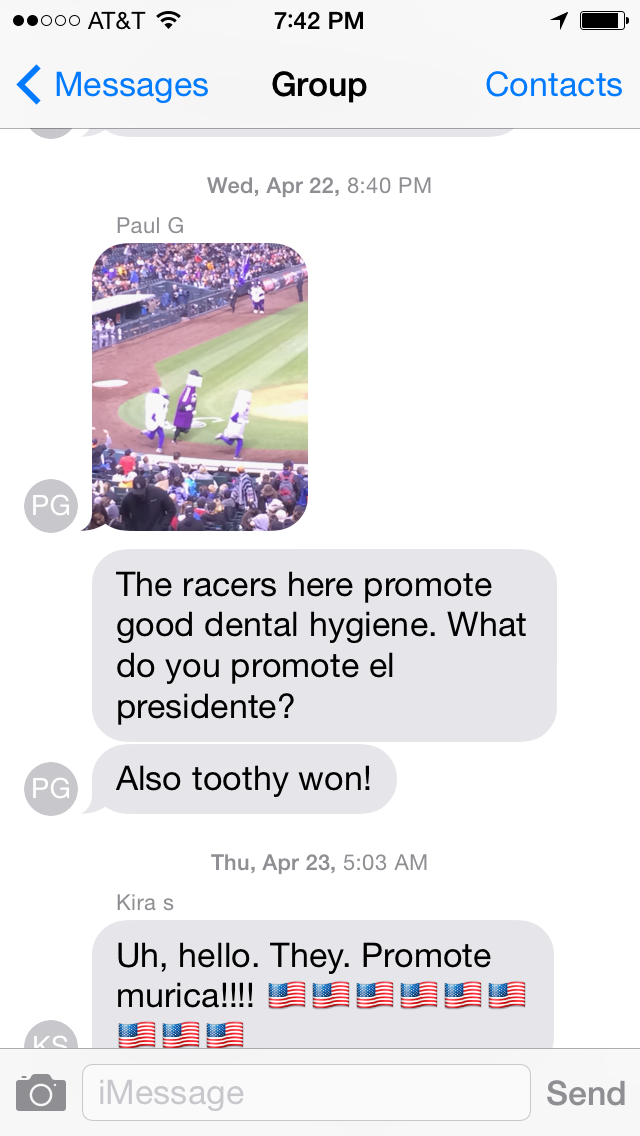 AT&T 7:42 PM
Messages Group Contacts
Wed, Apr 22, 8:40 PM
Paul G
PG
The racers here promote
good dental hygiene. What
do you promote el
presidente?
Also toothy won!
PG
Thu, Apr 23, 5:03 AM
Kira s
Uh, hello. They. Promote
murica!!!! 🇺🇸🇺🇸🇺🇸🇺🇸🇺🇸🇺🇸
🇺🇸🇺🇸🇺🇸
KS
iMessage Send